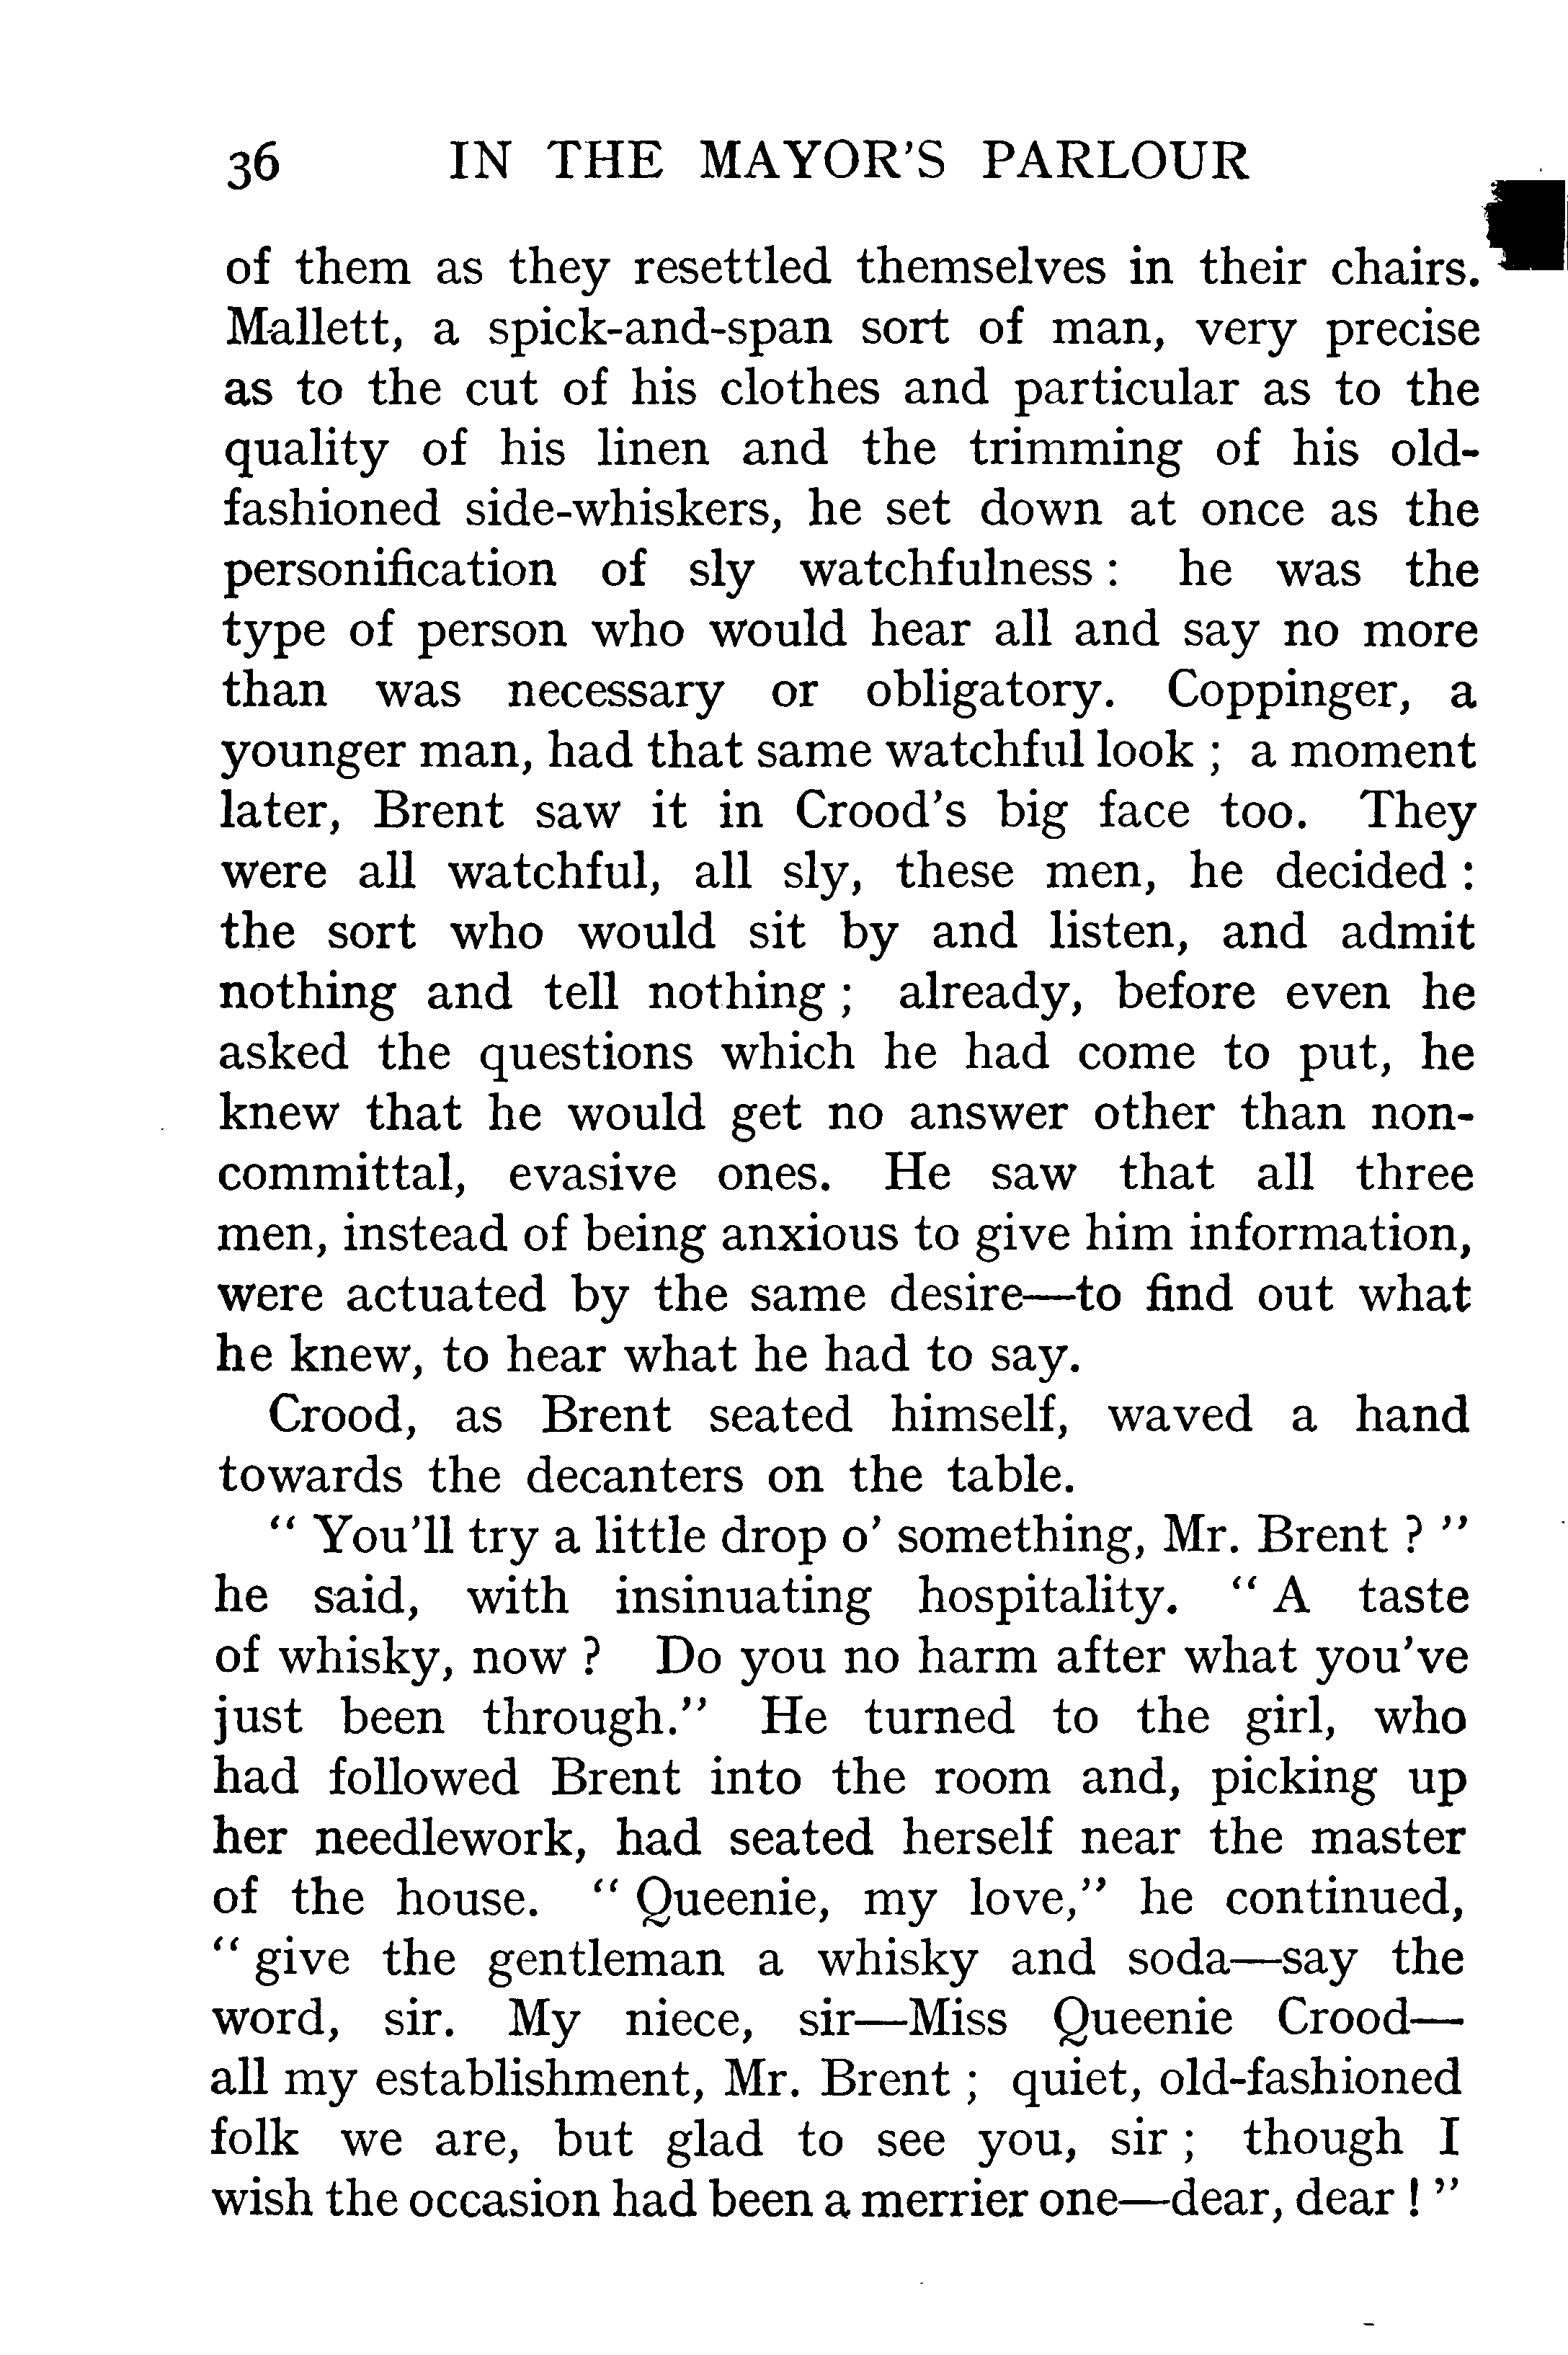 36 IN THE MAYOR'S PARLOUR
of them as they resettled themselves in their chairs.
Mallett, a spick-and-span sort of man, very precise
as to the cut of his clothes and particular as to the
quality of his linen and the trimming of his old-
fashioned side-whiskers, he set down at once as the
personification of sly watchfulness : he was the
type of person who would hear all and say no more
than was necessary or obligatory. Coppinger, a
younger man, had that same watchful look ; a moment
later, Brent saw it in Crood's big face too. They
were all watchful, all sly, these men, he decided :
the sort who would sit by and listen, and admit
nothing and tell nothing ; already, before even he
asked the questions which he had come to put, he
knew that he would get no answer other than non-
committal, evasive ones. He saw that all three
men, instead of being anxious to give him information,
were actuated by the same desire—to find out what
he knew, to hear what he had to say.
Crood, as Brent seated himself, waved a hand
towards the decanters on the table.
" You'll try a little drop o' something, Mr. Brent ? "
he said, with insinuating hospitality. " A taste
of whisky, now ? Do you no harm after what you've
just been through." He turned to the girl, who
had followed Brent into the room and, picking up
her needlework, had seated herself near the master
of the house. " Queenie, my love," he continued,
" give the gentleman a whisky and soda—say the
word, sir. My niece, sir—Miss Queenie Crood—
all my establishment, Mr. Brent ; quiet, old-fashioned
folk we are, but glad to see you, sir ; though I
wish the occasion had been a merrier one—dear, dear ! "